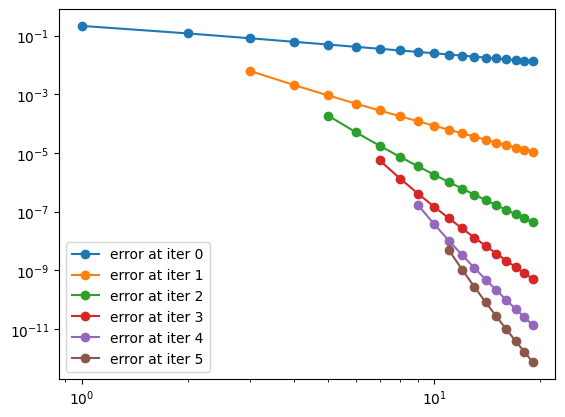 10⁻¹
10⁻³
10⁻⁵
10⁻⁷
10⁻⁹
10⁻¹¹
error at iter 0
error at iter 1
error at iter 2
error at iter 3
error at iter 4
error at iter 5
10⁰ 10¹